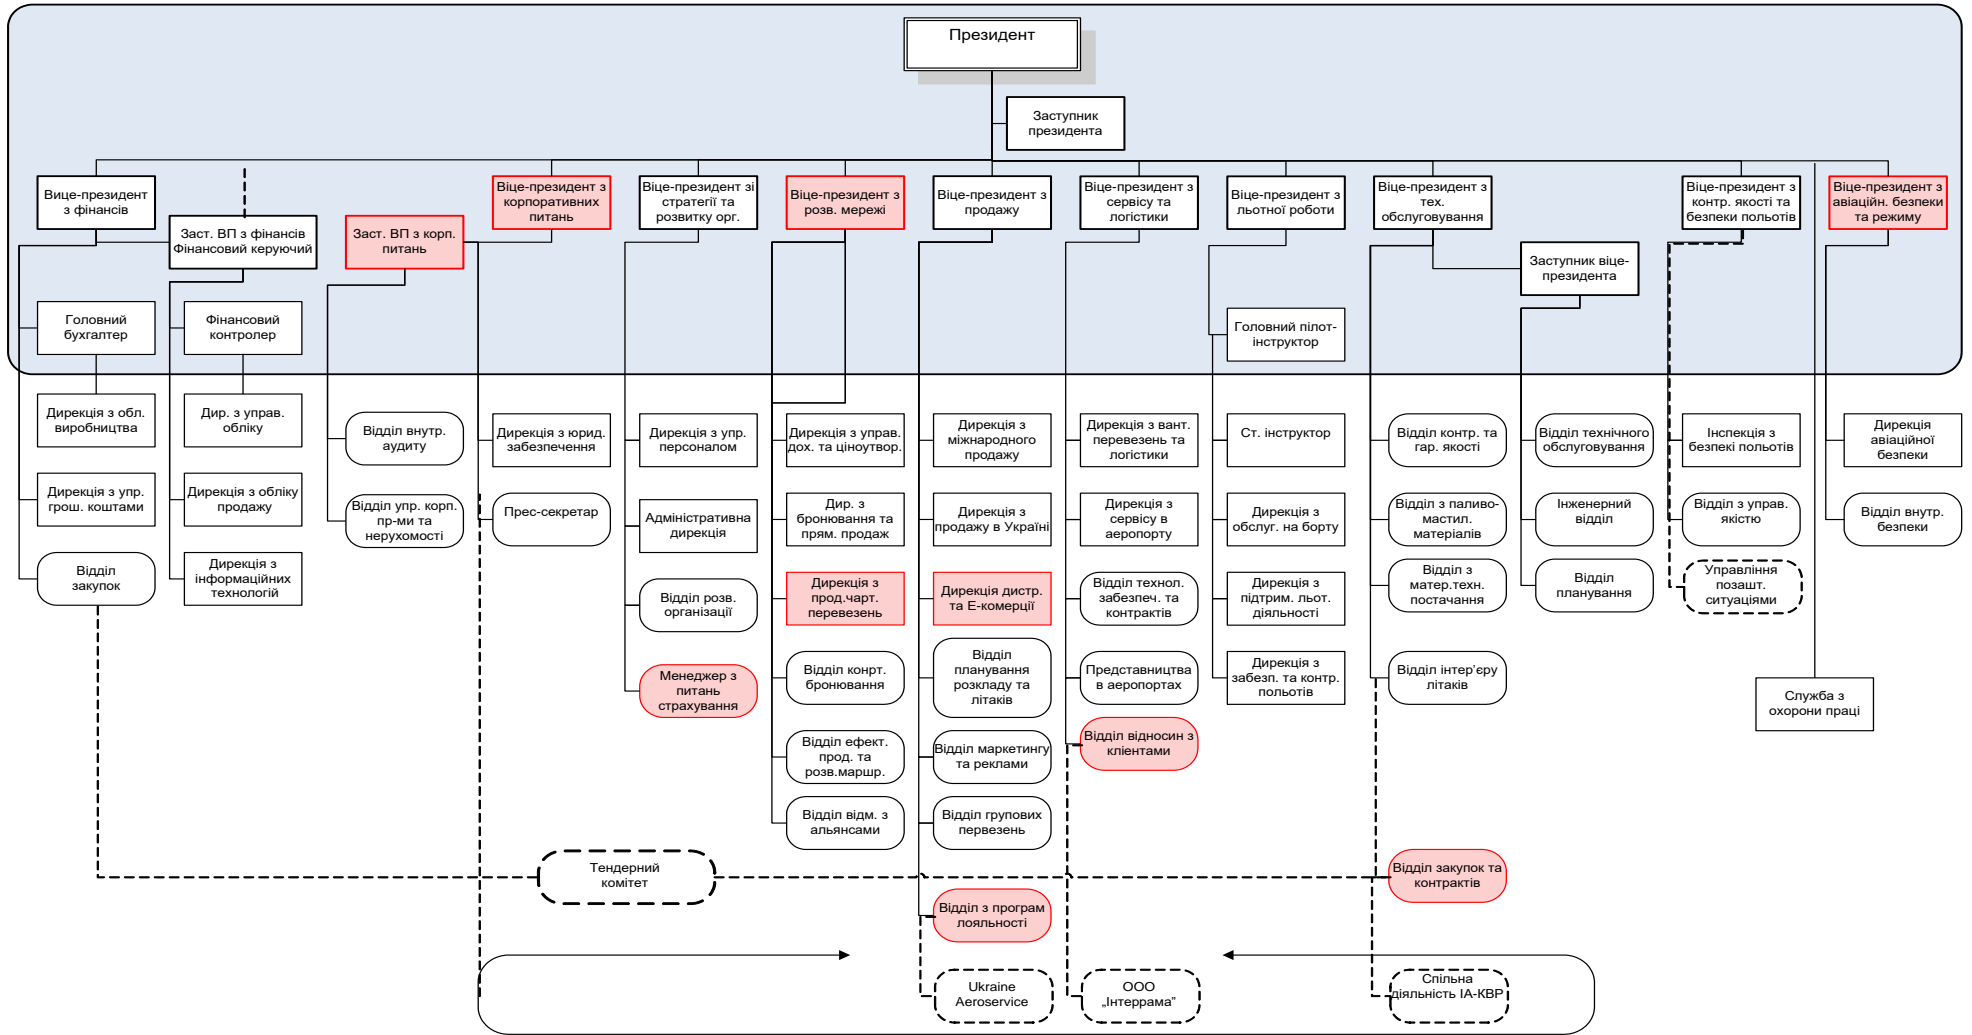 Президент
Заступник
президента
Вице-президент
з фінансів
Віце-президент з
корпоративних
питань
Віце-президент зі
стратегії та
розвитку орг.
Віце-президент з
розв. мережі
Віце-президент з
продажу
Віце-президент з
сервісу та
логістики
Віце-президент з
льотної роботи
Віце-президент з
тех.
обслуговування
Віце-президент з
контр. якості та
безпеки польотів
Віце-президент з
авіаційн. безпеки
та режиму
Заст. ВП з фінансів
Фінансовий керуючий
Заст. ВП з корп.
питань
Заступник віце-
президента
Головний
бухгалтер
Фінансовий
контролер
Головний пілот-
інструктор
Дирекція з обл.
виробництва
Дир. з управ.
обліку
Відділ внутр.
аудиту
Дирекція з юрид.
забезпечення
Дирекція з упр.
персоналом
Дирекція з управ.
дох. та ціноутвор.
Дирекція з
міжнародного
продажу
Дирекція з вант.
перевезень та
логістики
Ст. інструктор
Відділ контр. та
гар. якості
Відділ технічного
обслуговування
Інспекція з
безпекі польотів
Дирекція
авіаційної
безпеки
Дирекція з упр.
грош. коштами
Дирекція з обліку
продажу
Відділ упр. корп.
пр-ми та
нерухомості
Прес-секретар
Адміністративна
дирекція
Дир. з
бронювання та
прям. продаж
Дирекція з
продажу в Україні
Дирекція з
сервісу в
аеропорту
Дирекція з
обслуг. на борту
Відділ з паливо-
мастил.
матеріалів
Інженерний
відділ
Відділ з управ.
якістю
Відділ внутр.
безпеки
Відділ
закупок
Дирекція з
інформаційних
технологій
Відділ розв.
організації
Дирекція з
прод.чарт.
перевезень
Дирекція дистр.
та Е-комерції
Відділ технол.
забезпеч. та
контрактів
Дирекція з
підтрим. льот.
діяльності
Відділ з
матер.техн.
постачання
Відділ
планування
Управління
позашт.
ситуаціями
Менеджер з
питань
страхування
Відділ конрт.
бронювання
Відділ
планування
розкладу та
літаків
Представництва
в аеропортах
Дирекція з
забезп. та контр.
польотів
Відділ інтер’єру
літаків
Служба з
охорони праці
Відділ ефект.
прод. та
розв.маршр.
Відділ маркетингу
та реклами
Відділ відносин з
клієнтами
Відділ відм. з
альянсами
Відділ групових
первезень
Тендерний
комітет
Відділ закупок та
контрактів
Відділ з програм
лояльності
Ukraine
Aeroservice
ООО
„Інтеррама”
Спільна
діяльність ІА-КВР